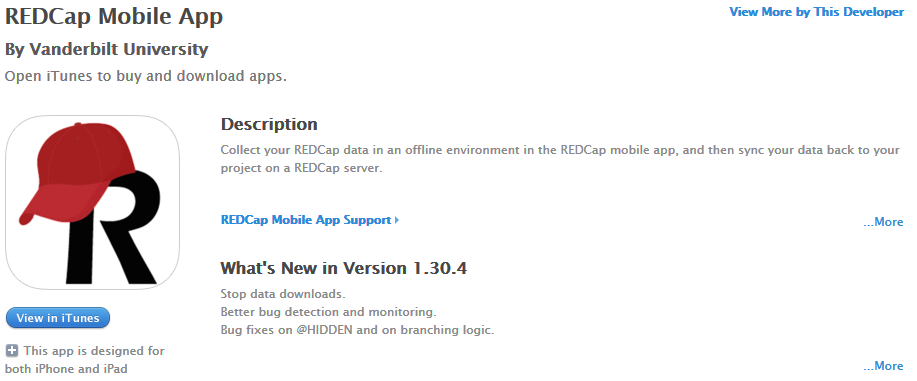 REDCap Mobile App
View More by This Developer
By Vanderbilt University
Open iTunes to buy and download apps.
R
Description
Collect your REDCap data in an offline environment in the REDCap mobile app, and then sync your data back to your
project on a REDCap server.
REDCap Mobile App Support
...More
What's New in Version 1.30.4
Stop data downloads.
Better bug detection and monitoring.
Bug fixes on @HIDDEN and on branching logic.
...More
View in iTunes
This app is designed for
both iPhone and iPad